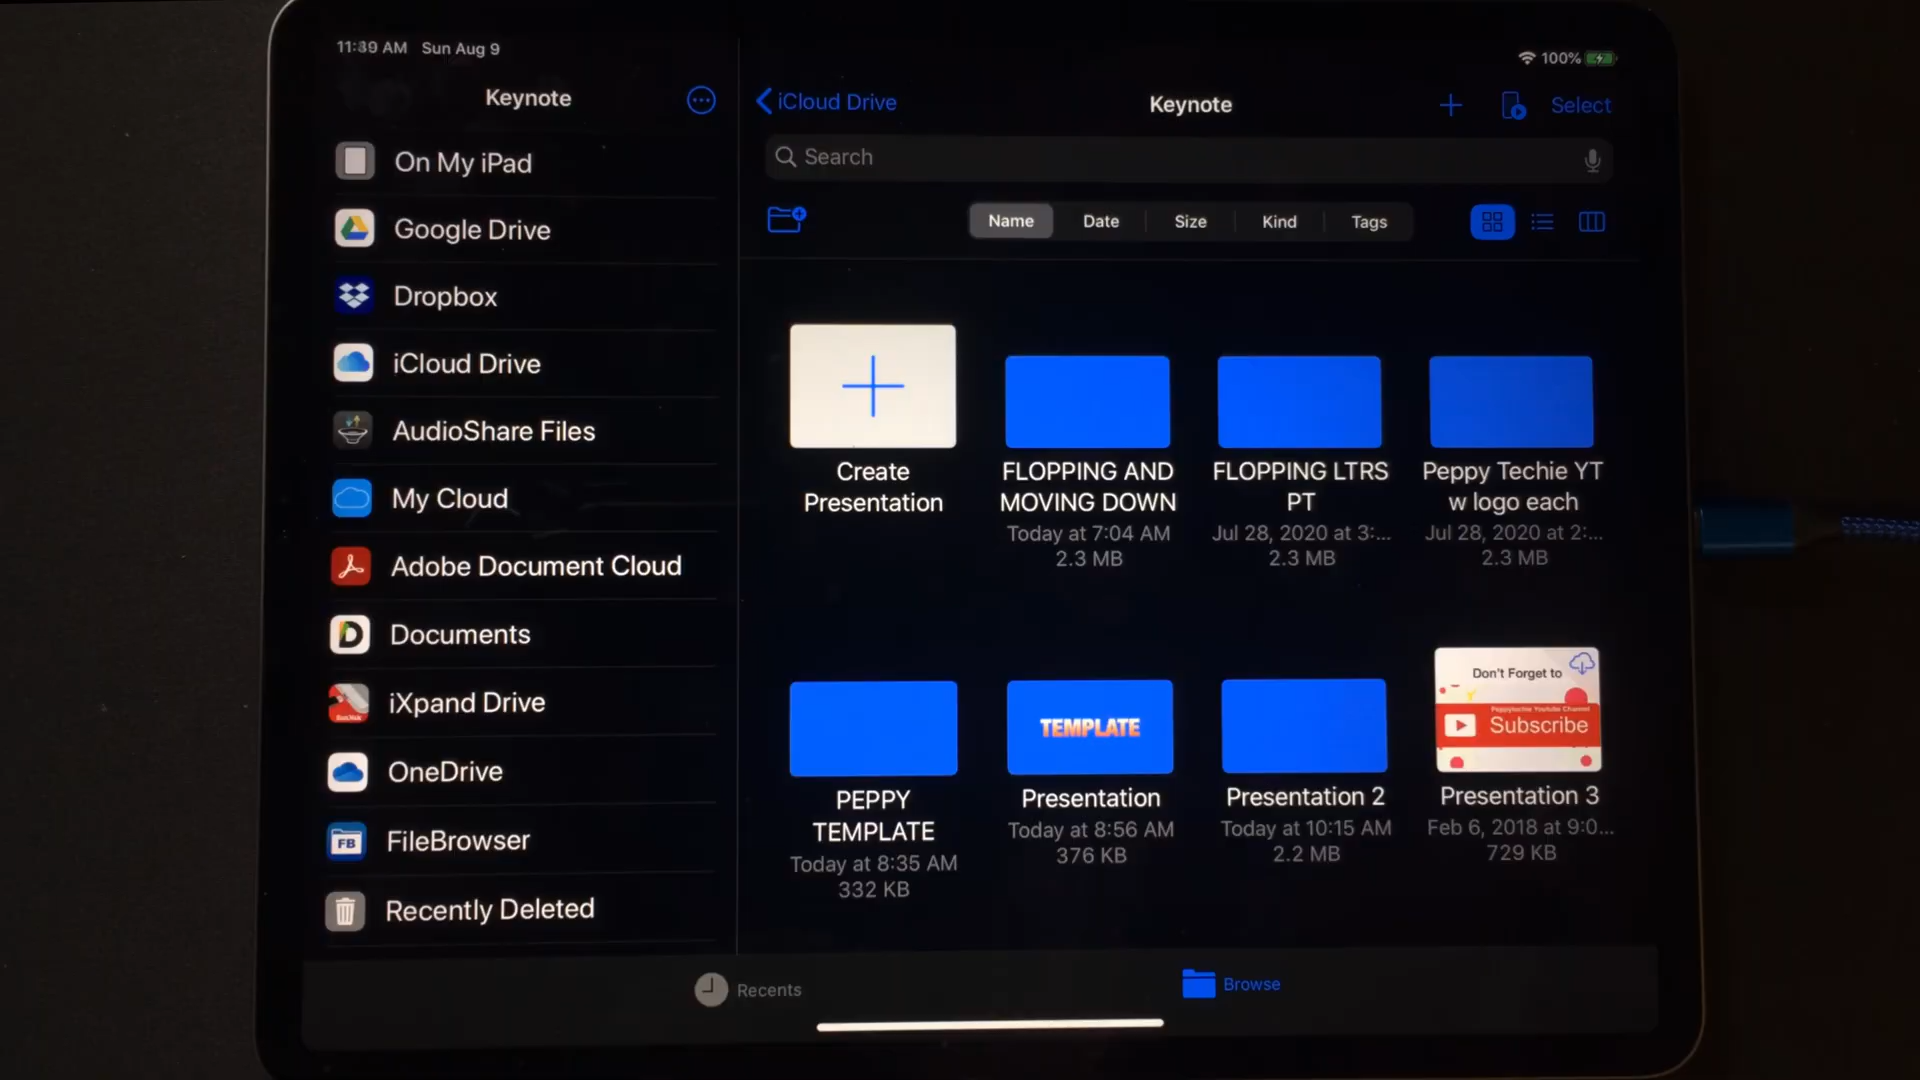 11:39 AM Sun Aug 9
100%
Keynote
On My iPad
Google Drive
Dropbox
iCloud Drive
AudioShare Files
My Cloud
Adobe Document Cloud
Documents
iXpand Drive
OneDrive
FB
FileBrowser
Recently Deleted
iCloud Drive
Keynote
Select
Search
Name Date Size Kind Tags
Create
Presentation
FLOPPING AND
MOVING DOWN
Today at 7:04 AM
2.3 MB
FLOPPING LTRS
PT
Jul 28, 2020 at 3:...
2.3 MB
Peppy Techie YT
w logo each
Jul 28, 2020 at 2:...
2.3 MB
PEPPY
TEMPLATE
Today at 8:35 AM
332 KB
TEMPLATE
Presentation
Today at 8:56 AM
376 KB
Presentation 2
Today at 10:15 AM
2.2 MB
Don't Forget to
Subscribe
Presentation 3
Feb 6, 2018 at 9:0...
729 KB
Recents
Browse